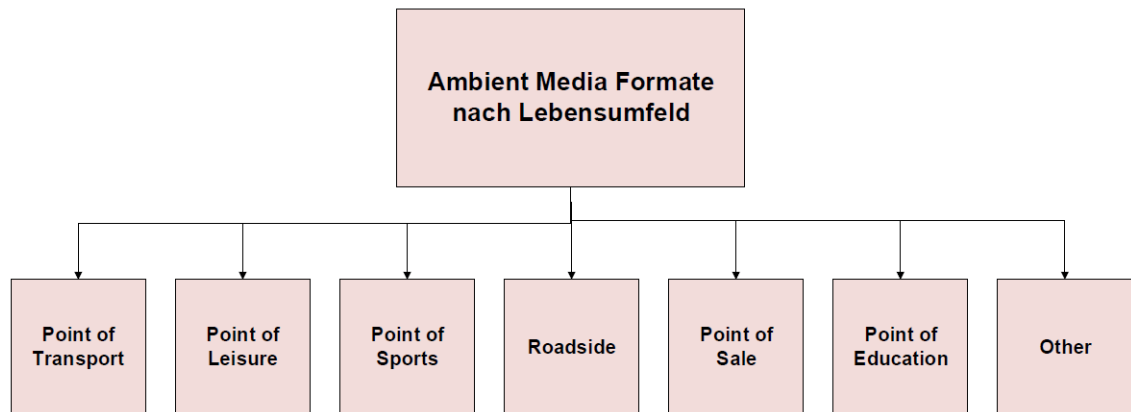 Ambient Media Formate
nach Lebensumfeld
Point of
Transport
Point of
Leisure
Point of
Sports
Roadside
Point of
Sale
Point of
Education
Other